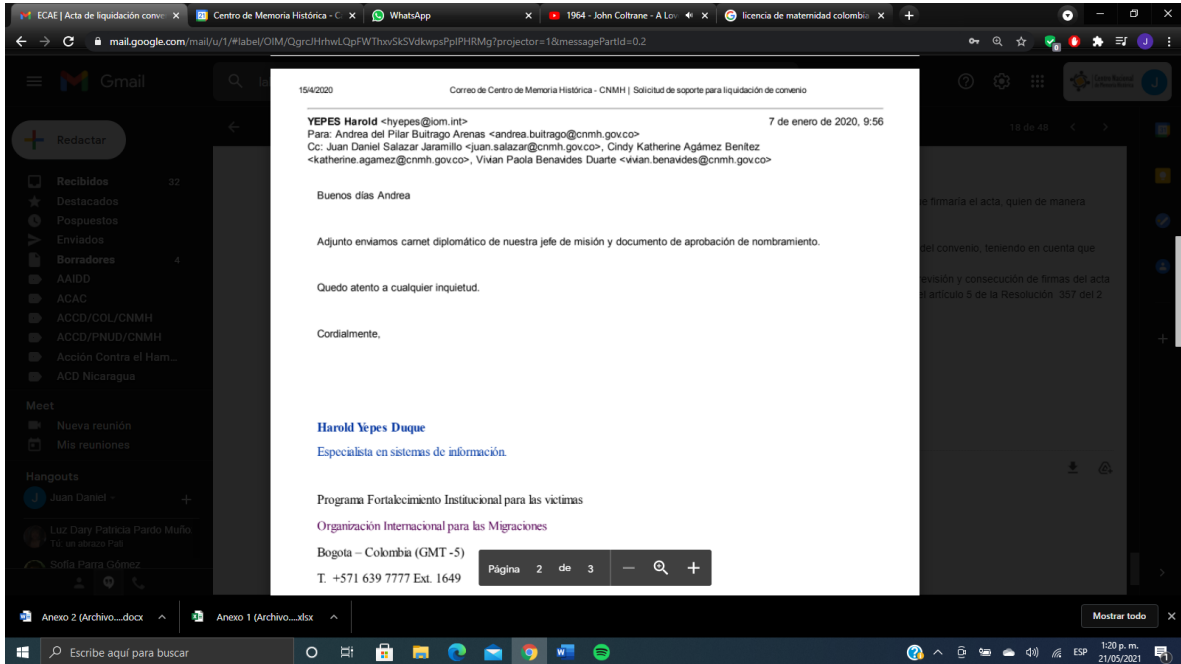 ECAE | Acta de liquidación conve
Centro de Memoria Histórica - C
WhatsApp
1964 - John Coltrane - A Lov
licencia de maternidad colombia
mail.google.com/mail/u/1/#label/OIM/QgrcJHrhwLQpFWThxvSkSVdkwpsPplPHRMg?projector=1&messagePartId=0.2
Gmail
Redactar
Recibidos 32
Destacados
Pospuestos
Enviados
Borradores 4
AAIDD
ACAC
ACCD/COL/CNMH
ACCD/PNUD/CNMH
Acción Contra el Ham...
ACD Nicaragua
Meet
Nueva reunión
Mis reuniones
Hangouts
Juan Daniel
Luz Dary Patricia Pardo Muño.
Tú: un abrazo Pati
Sofía Parra Gómez
18 de 48
15/4/2020 Correo de Centro de Memoria Histórica - CNMH | Solicitud de soporte para liquidación de convenio
YEPES Harold <hyepes@iom.int> 7 de enero de 2020, 9:56
Para: Andrea del Pilar Buitrago Arenas <andrea.buitrago@cnmh.gov.co>
Cc: Juan Daniel Salazar Jaramillo <juan.salazar@cnmh.gov.co>, Cindy Katherine Agámez Benítez
<katherine.agamez@cnmh.gov.co>, Vivian Paola Benavides Duarte <vivian.benavides@cnmh.gov.co>
Buenos días Andrea
Adjunto enviamos carnet diplomático de nuestra jefe de misión y documento de aprobación de nombramiento.
Quedo atento a cualquier inquietud.
Cordialmente,
Harold Yepes Duque
Especialista en sistemas de información.
Programa Fortalecimiento Institucional para las victimas
Organización Internacional para las Migraciones
Bogota – Colombia (GMT -5)
T. +571 639 7777 Ext. 1649
Página 2 de 3
e firmaría el acta, quien de manera
del convenio, teniendo en cuenta que
evisión y consecución de firmas del acta
l artículo 5 de la Resolución 357 del 2
Anexo 2 (Archivo....docx
Anexo 1 (Archivo....xlsx
Mostrar todo
Escribe aquí para buscar
ESP
1:20 p. m.
21/05/2021